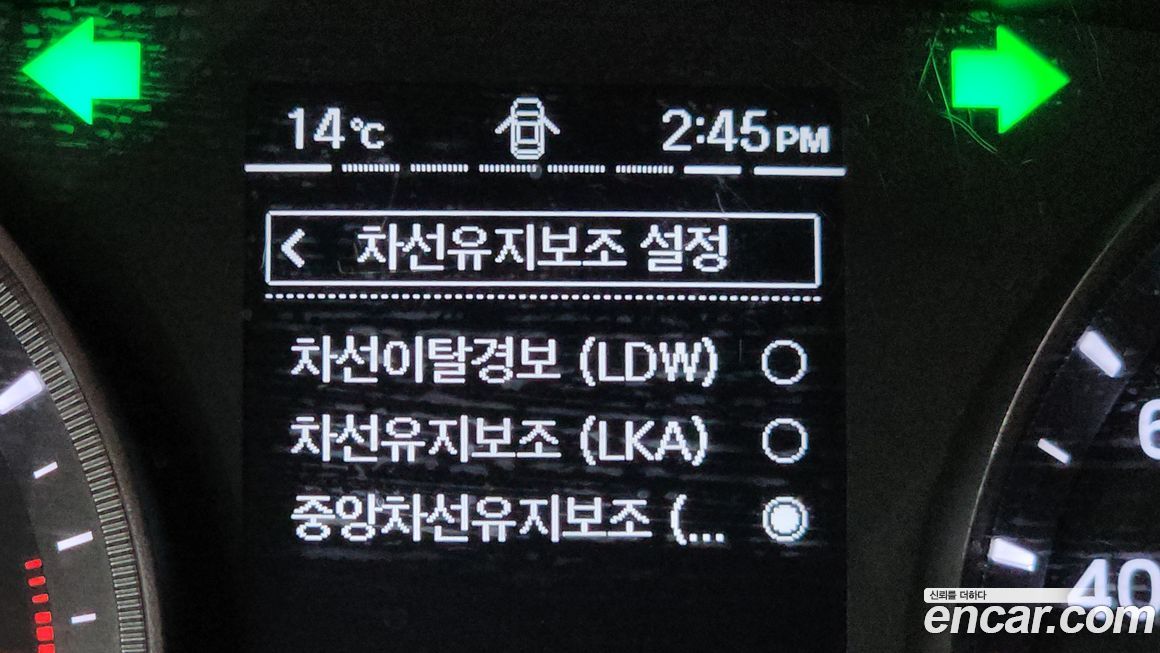 14℃ 2:45PM
차선유지보조 설정
차선이탈경보 (LDW)
차선유지보조 (LKA)
중앙차선유지보조 (...
6
40
신뢰를 더하다
encar.com